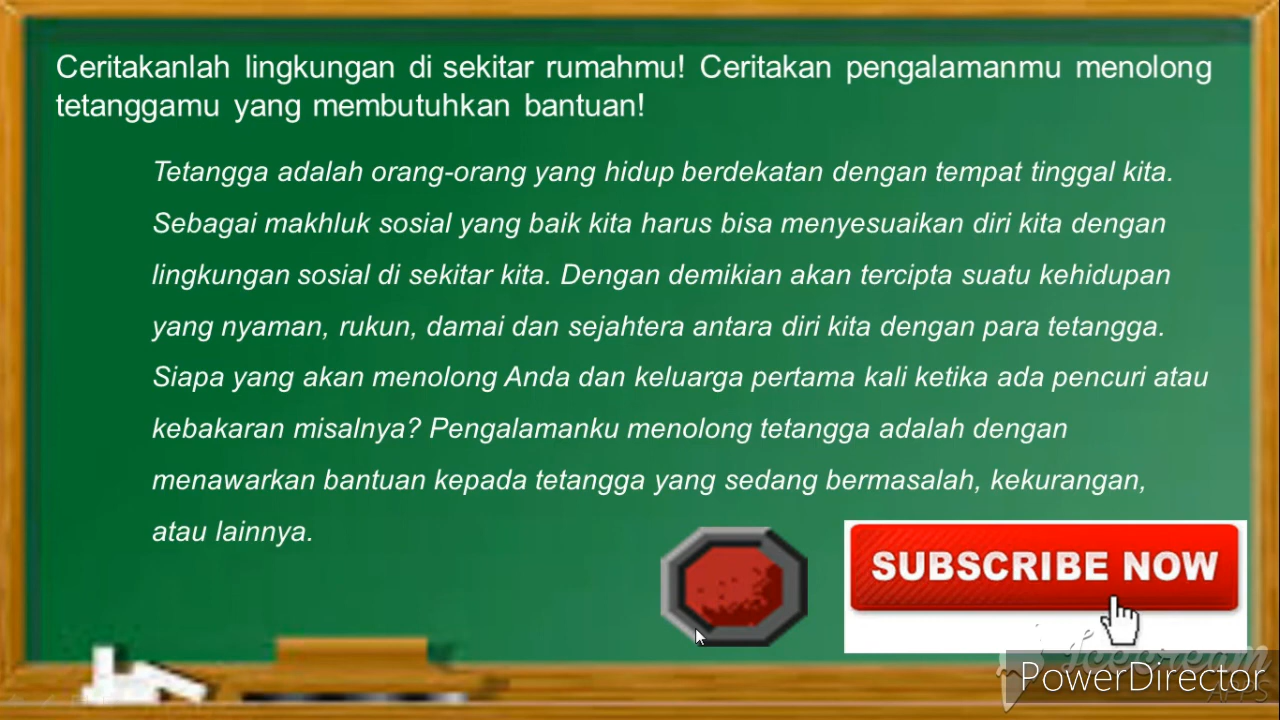 Ceritakanlah lingkungan di sekitar rumahmu! Ceritakan pengalamanmu menolong
tetanggamu yang membutuhkan bantuan!
Tetangga adalah orang-orang yang hidup berdekatan dengan tempat tinggal kita.
Sebagai makhluk sosial yang baik kita harus bisa menyesuaikan diri kita dengan
lingkungan sosial di sekitar kita. Dengan demikian akan tercipta suatu kehidupan
yang nyaman, rukun, damai dan sejahtera antara diri kita dengan para tetangga.
Siapa yang akan menolong Anda dan keluarga pertama kali ketika ada pencuri atau
kebakaran misalnya? Pengalamanku menolong tetangga adalah dengan
menawarkan bantuan kepada tetangga yang sedang bermasalah, kekurangan,
atau lainnya.
SUBSCRIBE NOW
Icecream
PowerDirector
APPS